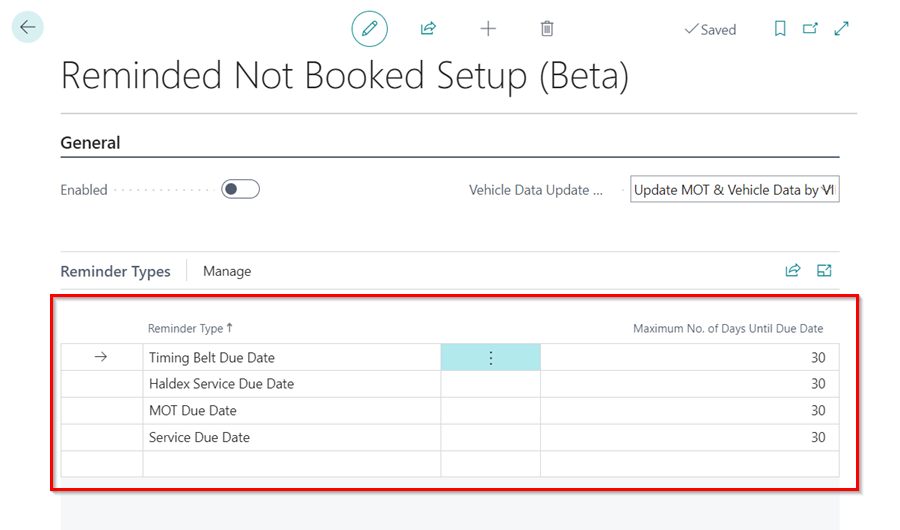 Saved
Reminded Not Booked Setup (Beta)
General
Enabled Vehicle Data Update ... Update MOT & Vehicle Data by VI
Reminder Types Manage
Reminder Type ↑ Maximum No. of Days Until Due Date
Timing Belt Due Date 30
Haldex Service Due Date 30
MOT Due Date 30
Service Due Date 30